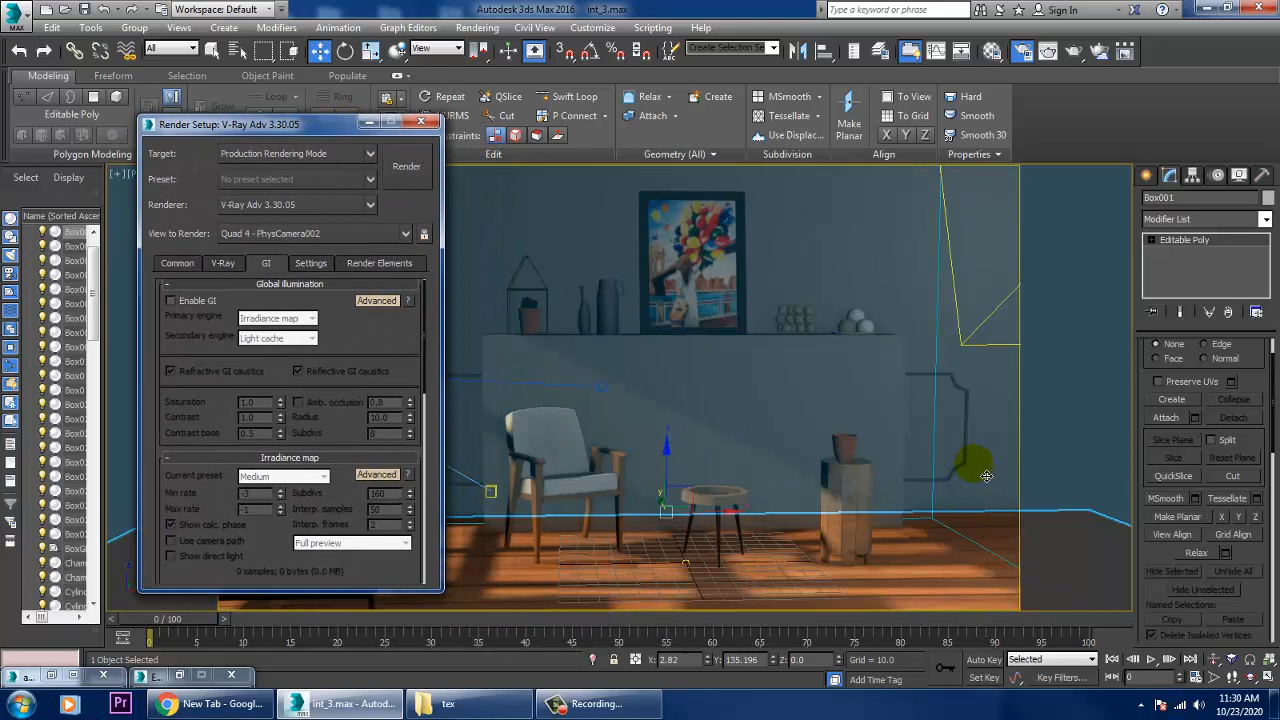 MAX
Workspace: Default
Autodesk 3ds Max 2016
int_3.max
Type a keyword or phrase
Sign In
Edit
Tools
Group
Views
Create
Modifiers
Animation
Graph Editors
Rendering
Civil View
Customize
Scripting
Help
All
View
Create Selection Se
Modeling
Freeform
Selection
Object Paint
Populate
Editable Poly
Polygon Modeling
Grow
Loop
Ring
Repeat
QSlice
Swift Loop
Relax
Create
MSmooth
To View
Hard
Cut
P Connect
Attach
Tessellate
To Grid
Smooth
Make
Planar
Use Displac...
X
Y
Z
Smooth 30
Edit
Geometry (All)
Subdivision
Align
Properties
Render Setup: V-Ray Adv 3.30.05
Target:
Production Rendering Mode
Render
Preset:
No preset selected
Renderer:
V-Ray Adv 3.30.05
View to Render:
Quad 4 - PhysCamera002
Common
V-Ray
GI
Settings
Render Elements
Global illumination
Enable GI
Advanced
?
Primary engine
Irradiance map
Secondary engine
Light cache
Refractive GI caustics
Reflective GI caustics
Saturation
1.0
Amb. occlusion
0.8
Contrast
1.0
Radius
10.0
Contrast base
0.5
Subdivs
8
Irradiance map
Current preset
Medium
Advanced
?
Min rate
-3
Subdivs
160
Max rate
-1
Interp. samples
50
Show calc. phase
Interp. frames
2
Use camera path
Full preview
Show direct light
0 samples; 0 bytes (0.0 MB)
Select
Display
Name (Sorted Ascen
Box001
Modifier List
Editable Poly
None
Edge
Face
Normal
Preserve UVs
Create
Collapse
Attach
Detach
Slice Plane
Split
Slice
Reset Plane
QuickSlice
Cut
MSmooth
Tessellate
Make Planar
X
Y
Z
View Align
Grid Align
Relax
Hide Selected
Unhide All
Hide Unselected
Named Selections:
Copy
Paste
Delete Isolated Vertices
0 / 100
0
5
10
15
20
25
30
35
40
45
50
55
60
65
70
75
80
85
90
95
100
1 Object Selected
X: 2.82
Y: 135.196
Z: 0.0
Grid = 10.0
Add Time Tag
Auto Key
Selected
Set Key
Key Filters...
0
New Tab - Googl...
int_3.max - Autod...
tex
Recording...
11:30 AM
10/23/2020